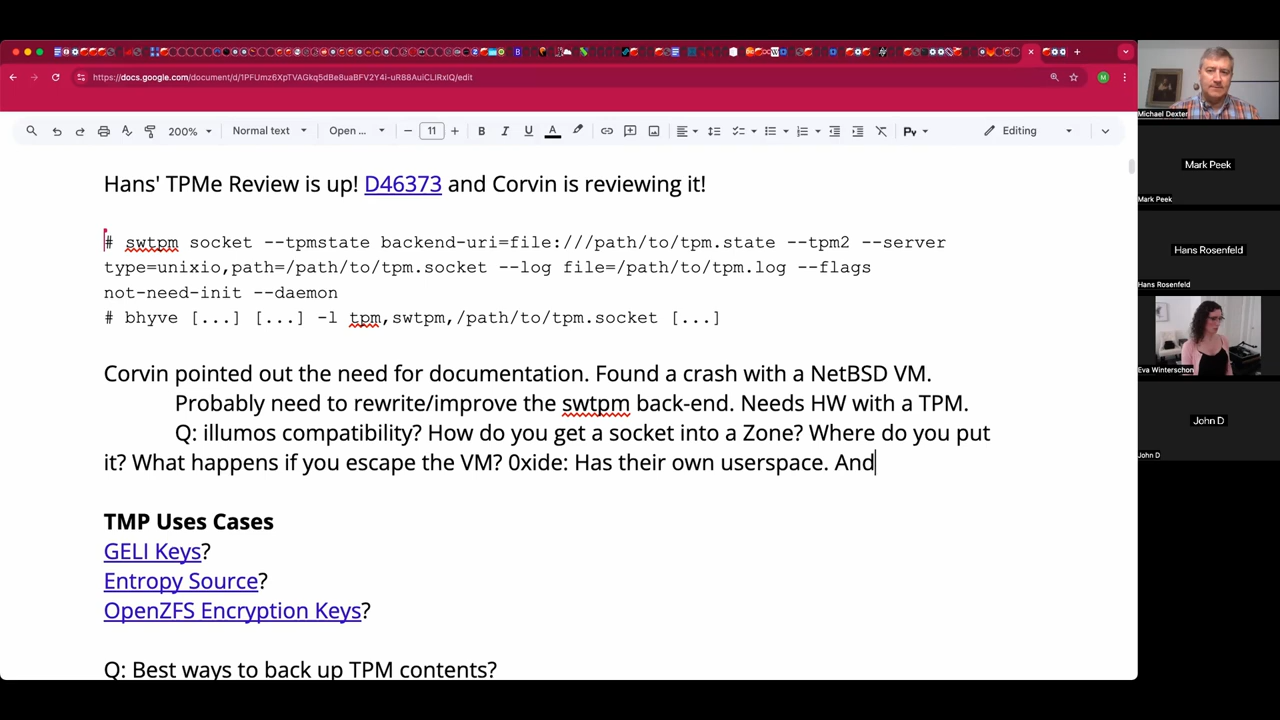 https://docs.google.com/document/d/1PFUmz6XpTVAGkq5dBe8uaBFV2Y4i-uR88AuiCLIRxIQ/edit
200%
Normal text
Open ...
11
Editing
Hans' TPMe Review is up! D46373 and Corvin is reviewing it!
# swtpm socket --tpmstate backend-uri=file:///path/to/tpm.state --tpm2 --server
type=unixio,path=/path/to/tpm.socket --log file=/path/to/tpm.log --flags
not-need-init --daemon
# bhyve [...] [...] -l tpm,swtpm,/path/to/tpm.socket [...]
Corvin pointed out the need for documentation. Found a crash with a NetBSD VM.
Probably need to rewrite/improve the swtpm back-end. Needs HW with a TPM.
Q: illumos compatibility? How do you get a socket into a Zone? Where do you put
it? What happens if you escape the VM? 0xide: Has their own userspace. And
TMP Uses Cases
GELI Keys?
Entropy Source?
OpenZFS Encryption Keys?
Q: Best ways to back up TPM contents?
Michael Dexter
Mark Peek
Mark Peek
Hans Rosenfeld
Hans Rosenfeld
Eva Winterschon
John D
John D